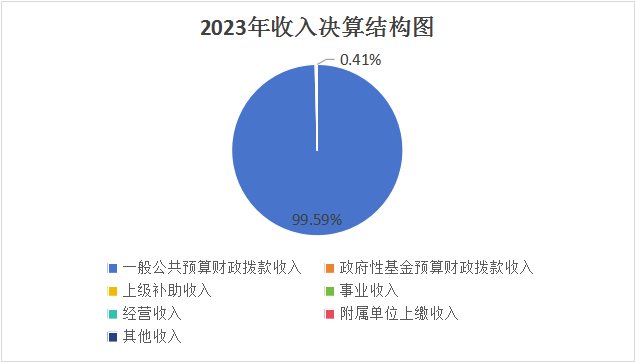 2023年收入决算结构图
0.41%
99.59%
一般公共预算财政拨款收入
政府性基金预算财政拨款收入
上级补助收入
事业收入
经营收入
附属单位上缴收入
其他收入